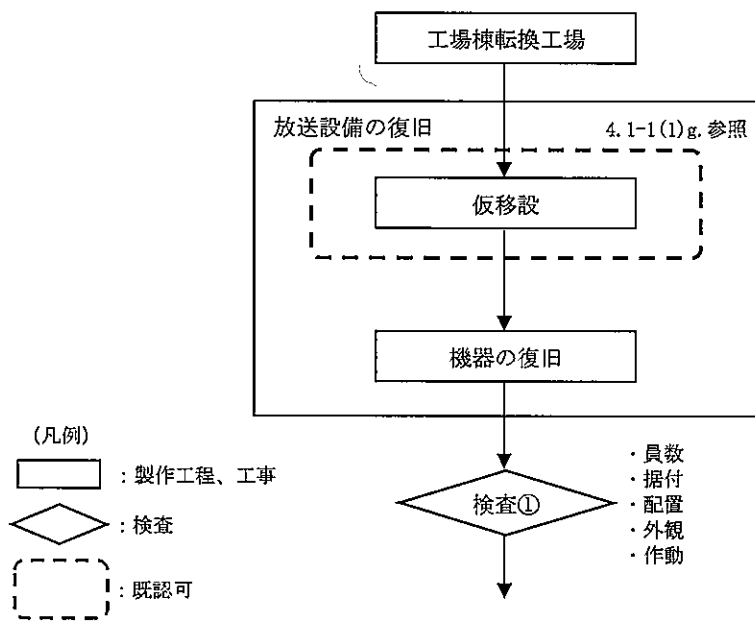 工場棟転換工場
放送設備の復旧
4.1-1(1)g.参照
仮移設
機器の復旧
検査①
・員数
・据付
・配置
・外観
・作動
(凡例)
：製作工程、工事
：検査
：既認可